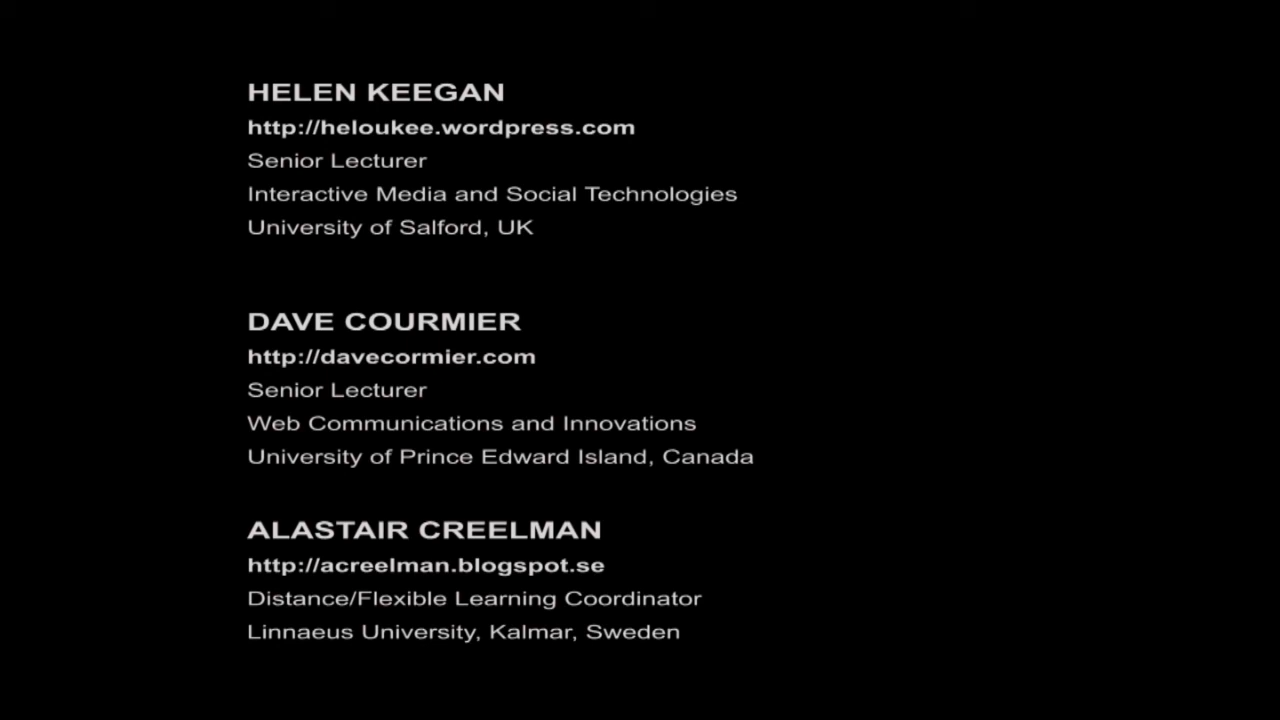 HELEN KEEGAN
http://heloukee.wordpress.com
Senior Lecturer
Interactive Media and Social Technologies
University of Salford, UK
DAVE COURMIER
http://davecormier.com
Senior Lecturer
Web Communications and Innovations
University of Prince Edward Island, Canada
ALASTAIR CREELMAN
http://acreelman.blogspot.se
Distance/Flexible Learning Coordinator
Linnaeus University, Kalmar, Sweden